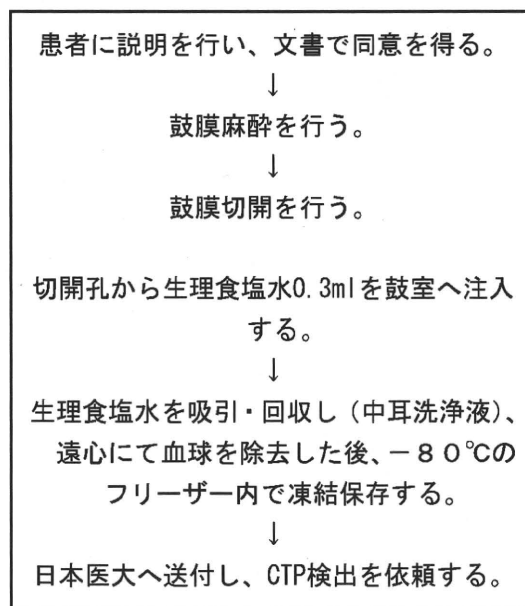 患者に説明を行い、文書で同意を得る。
↓
鼓膜麻酔を行う。
↓
鼓膜切開を行う。
切開孔から生理食塩水0.3mlを鼓室へ注入
する。
↓
生理食塩水を吸引・回収し（中耳洗浄液）、
遠心にて血球を除去した後、－８０℃の
フリーザー内で凍結保存する。
↓
日本医大へ送付し、CTP検出を依頼する。